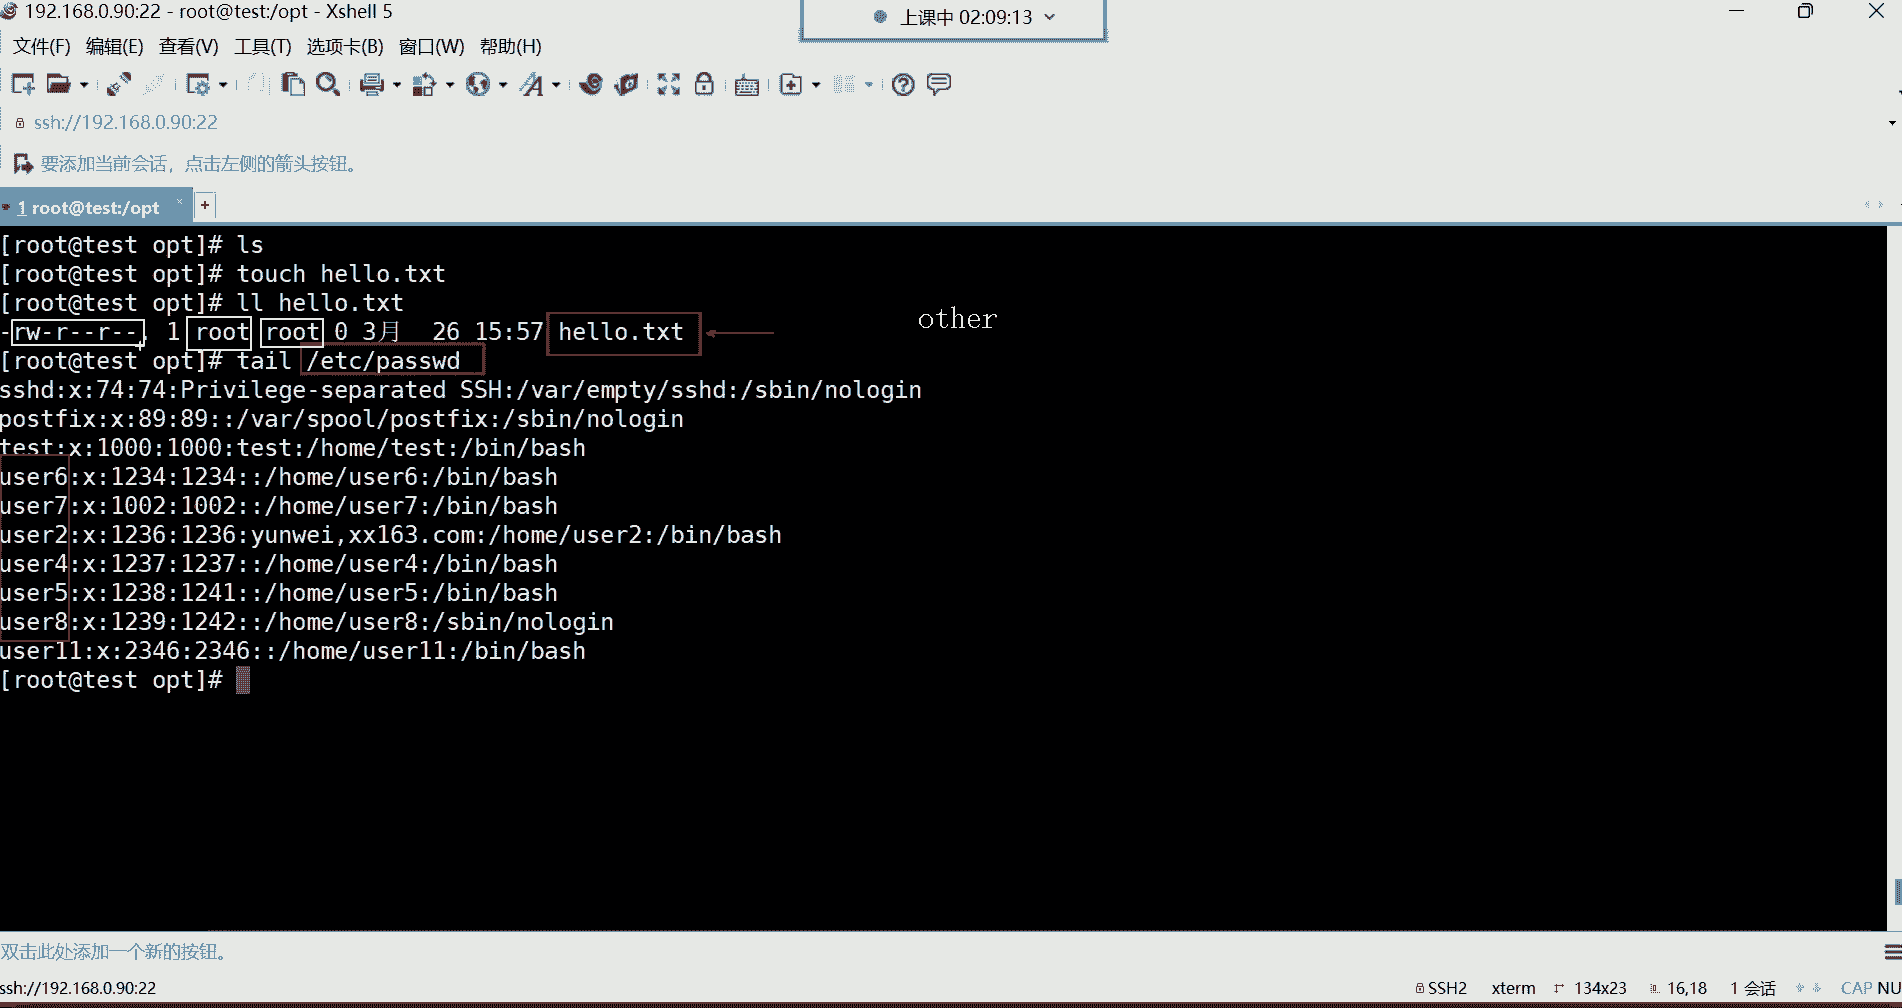 192.168.0.90:22 - root@test:/opt - Xshell 5
上课中 02:09:13
文件(F) 编辑(E) 查看(V) 工具(T) 选项卡(B) 窗口(W) 帮助(H)
ssh://192.168.0.90:22
要添加当前会话，点击左侧的箭头按钮。
1 root@test:/opt
[root@test opt]# ls
[root@test opt]# touch hello.txt
[root@test opt]# ll hello.txt
-rw-r--r--. 1 root root 0 3月  26 15:57 hello.txt
other
[root@test opt]# tail /etc/passwd
sshd:x:74:74:Privilege-separated SSH:/var/empty/sshd:/sbin/nologin
postfix:x:89:89::/var/spool/postfix:/sbin/nologin
test:x:1000:1000:test:/home/test:/bin/bash
user6:x:1234:1234::/home/user6:/bin/bash
user7:x:1002:1002::/home/user7:/bin/bash
user2:x:1236:1236:yunwei,xx163.com:/home/user2:/bin/bash
user4:x:1237:1237::/home/user4:/bin/bash
user5:x:1238:1241::/home/user5:/bin/bash
user8:x:1239:1242::/home/user8:/sbin/nologin
user11:x:2346:2346::/home/user11:/bin/bash
[root@test opt]#
双击此处添加一个新的按钮。
ssh://192.168.0.90:22 SSH2 xterm 134x23 16,18 1 会话 CAP NU